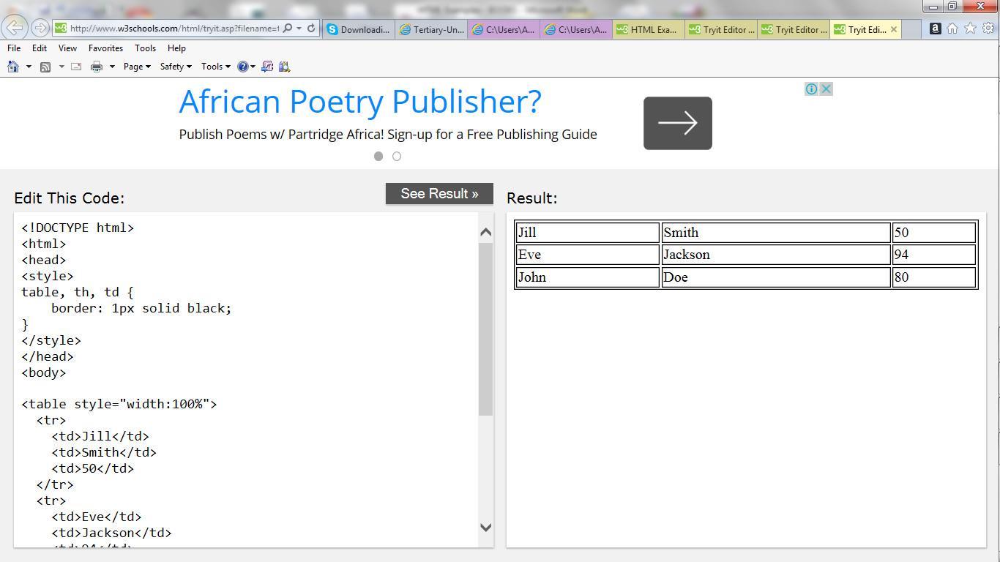 http://www.w3schools.com/html/tryit.asp?filename=t
Downloadi...
Tertiary-Un...
C:\Users\A...
C:\Users\A...
HTML Exa...
Tryit Editor ...
Tryit Editor ...
Tryit Edi...
File Edit View Favorites Tools Help
Page Safety Tools
African Poetry Publisher?
Publish Poems w/ Partridge Africa! Sign-up for a Free Publishing Guide
Edit This Code:
See Result »
<!DOCTYPE html>
<html>
<head>
<style>
table, th, td {
    border: 1px solid black;
}
</style>
</head>
<body>

<table style="width:100%">
  <tr>
    <td>Jill</td>
    <td>Smith</td>
    <td>50</td>
  </tr>
  <tr>
    <td>Eve</td>
    <td>Jackson</td>
    <td>94</td>
Result:
Jill Smith 50
Eve Jackson 94
John Doe 80